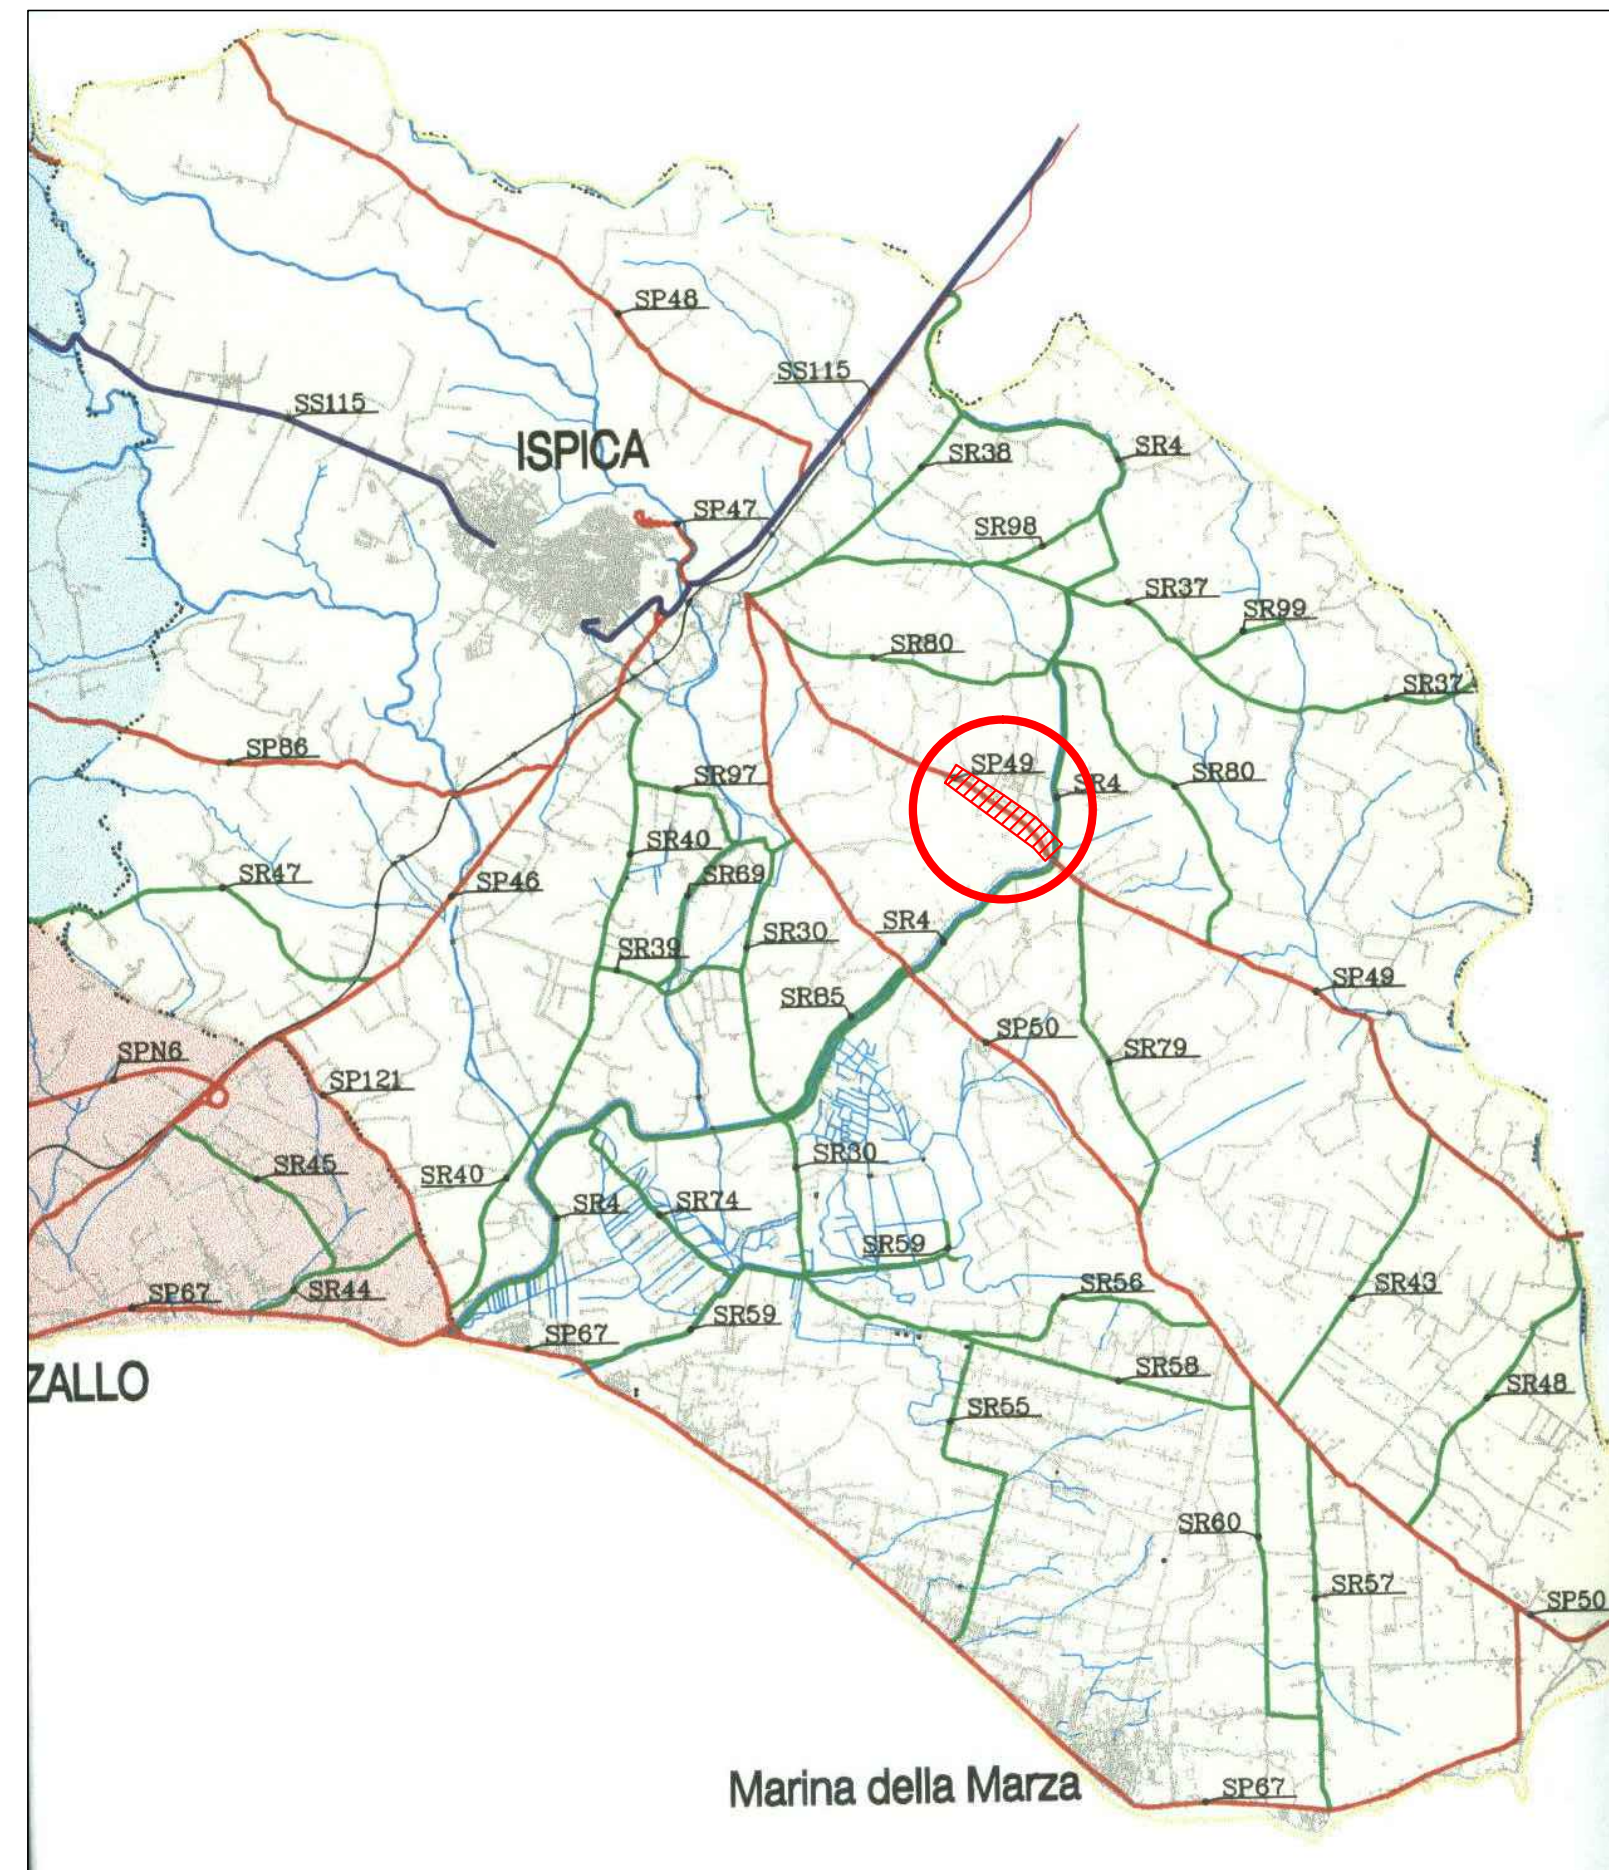 SP48
SS115
SS115
ISPICA
SR38
SR4
SP47
SR98
SR37
SR99
SR80
SR37
SP86
SP49
SR97
SR4
SR80
SR40
SR47
SP46
SR69
SR39
SR30
SR4
SR85
SP49
SPN6
SP50
SR79
SP121
SR45
SR40
SR30
SR4
SR74
SR59
SR56
SR43
SP67
SR44
SR59
SP67
SR58
SR48
ZALLO
SR55
SR60
SR57
SP50
Marina della Marza
SP67